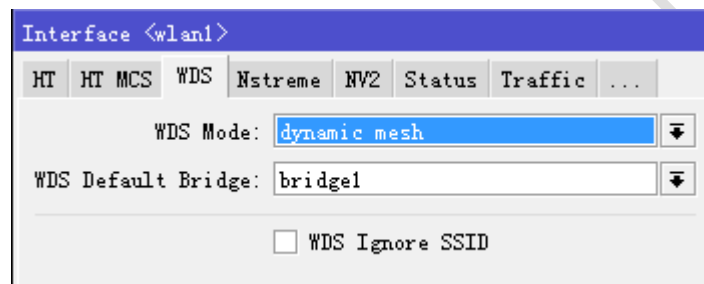 Interface <wlan1>
HT HT MCS WDS Nstreme NV2 Status Traffic ...
WDS Mode: dynamic mesh
WDS Default Bridge: bridge1
WDS Ignore SSID